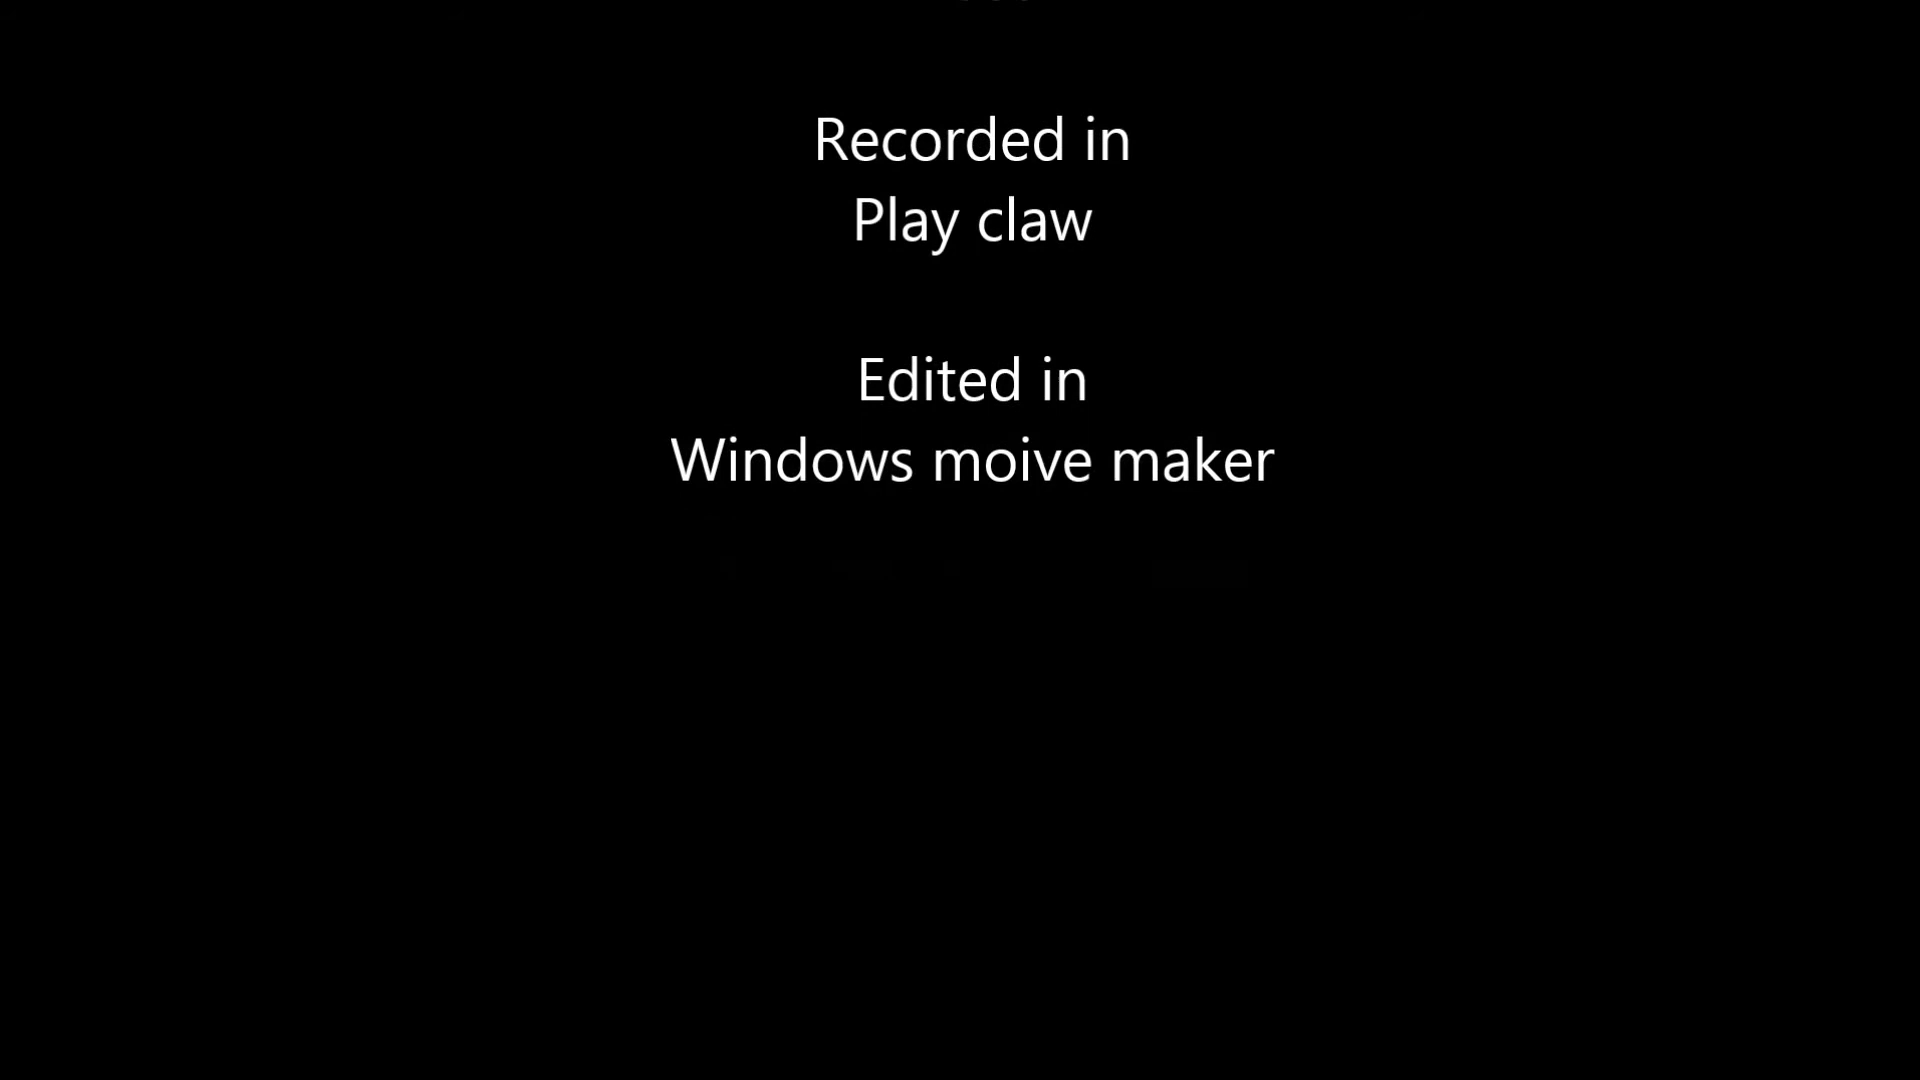 Recorded in
Play claw
Edited in
Windows moive maker